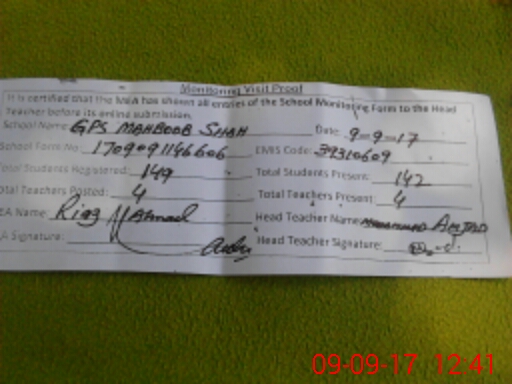 Monitoring Visit Proof
It is certified that the MEA has shown all entries of the School Monitoring Form to the Head
Teacher before its online submission.
School Name: GPS MAHBOOB SHAH Date: 9-9-17
School Form No: EMIS Code: 39310609
Total Students Registered: 149 Total Students Present: 142
Total Teachers Posted: 4 Total Teachers Present: 4
EA Name: Riaz Ahmad Head Teacher Name: Muhammad AMJAD
A Signature: Head Teacher Signature:
09-09-17 12:41